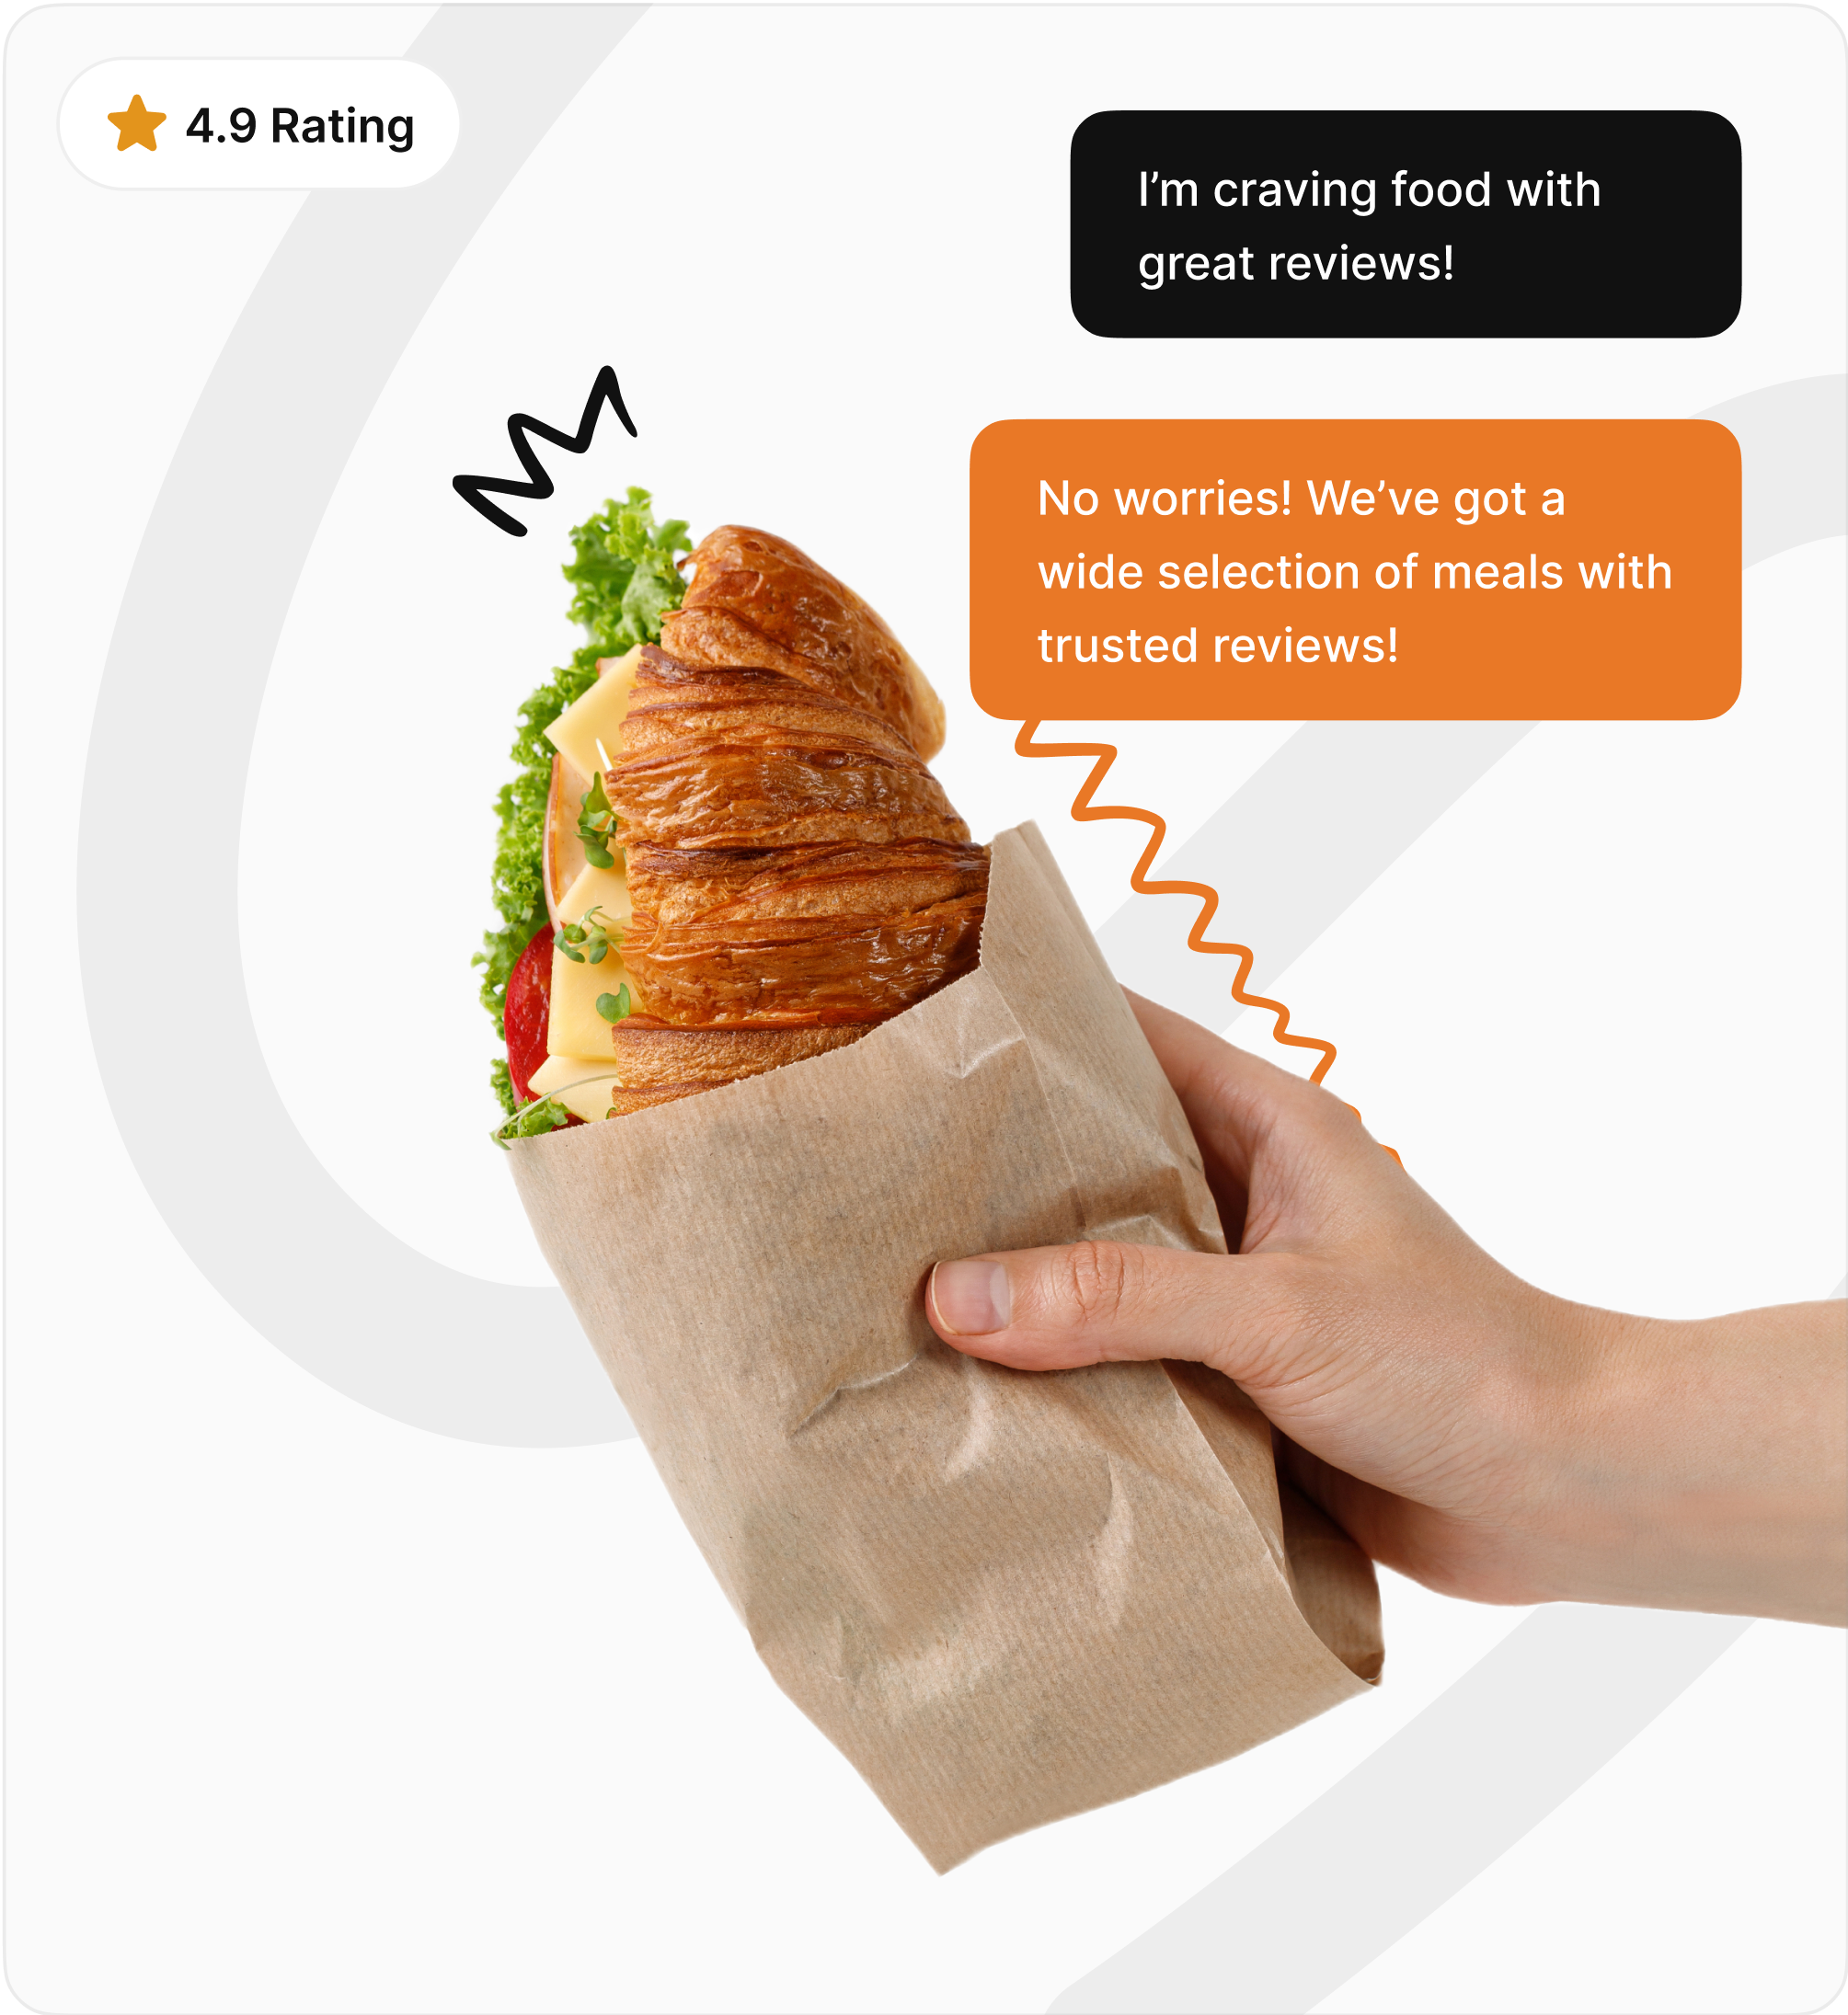 4.9 Rating
I’m craving food with
great reviews!
No worries! We’ve got a
wide selection of meals with
trusted reviews!